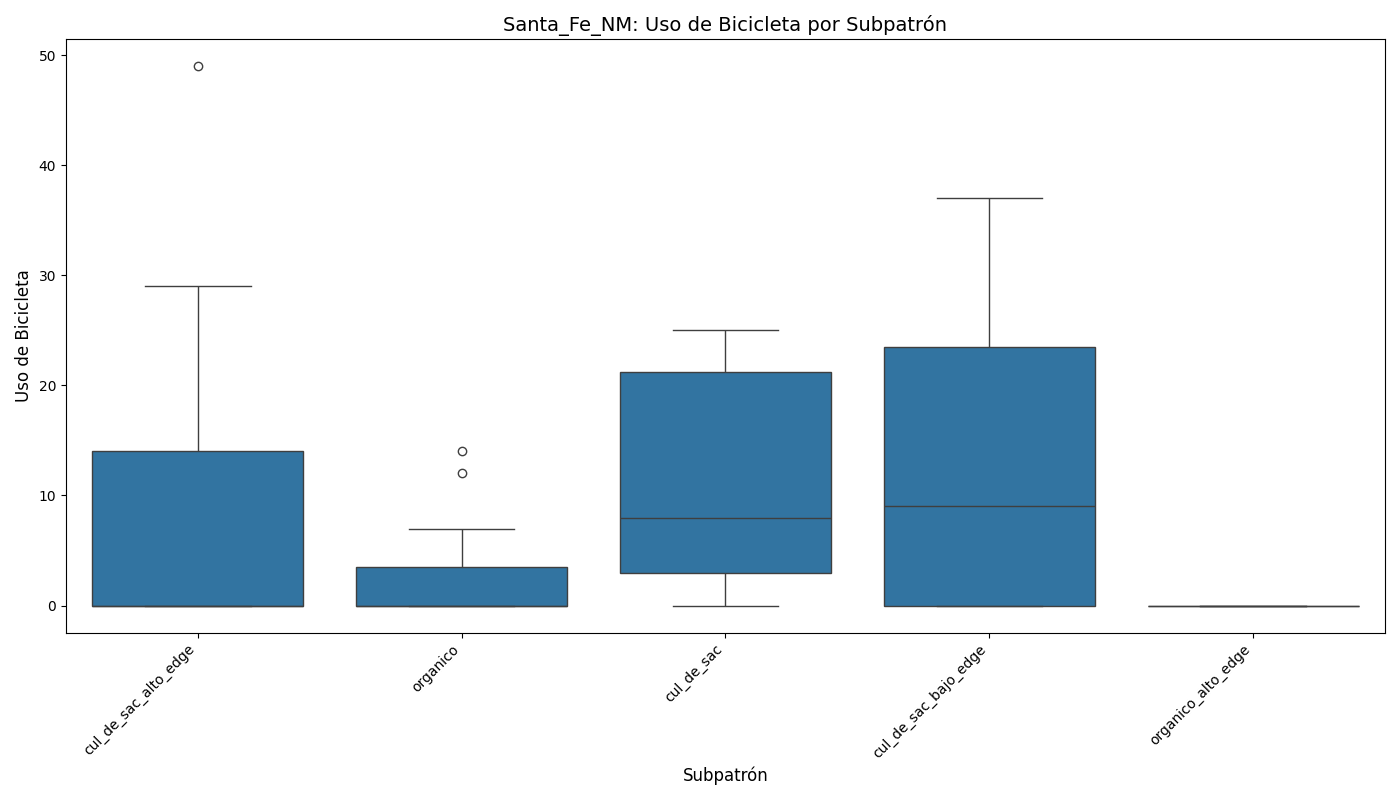 Santa_Fe_NM: Uso de Bicicleta por Subpatrón
Uso de Bicicleta
50
40
30
20
10
0
cul_de_sac_alto_edge
organico
cul_de_sac
cul_de_sac_bajo_edge
organico_alto_edge
Subpatrón